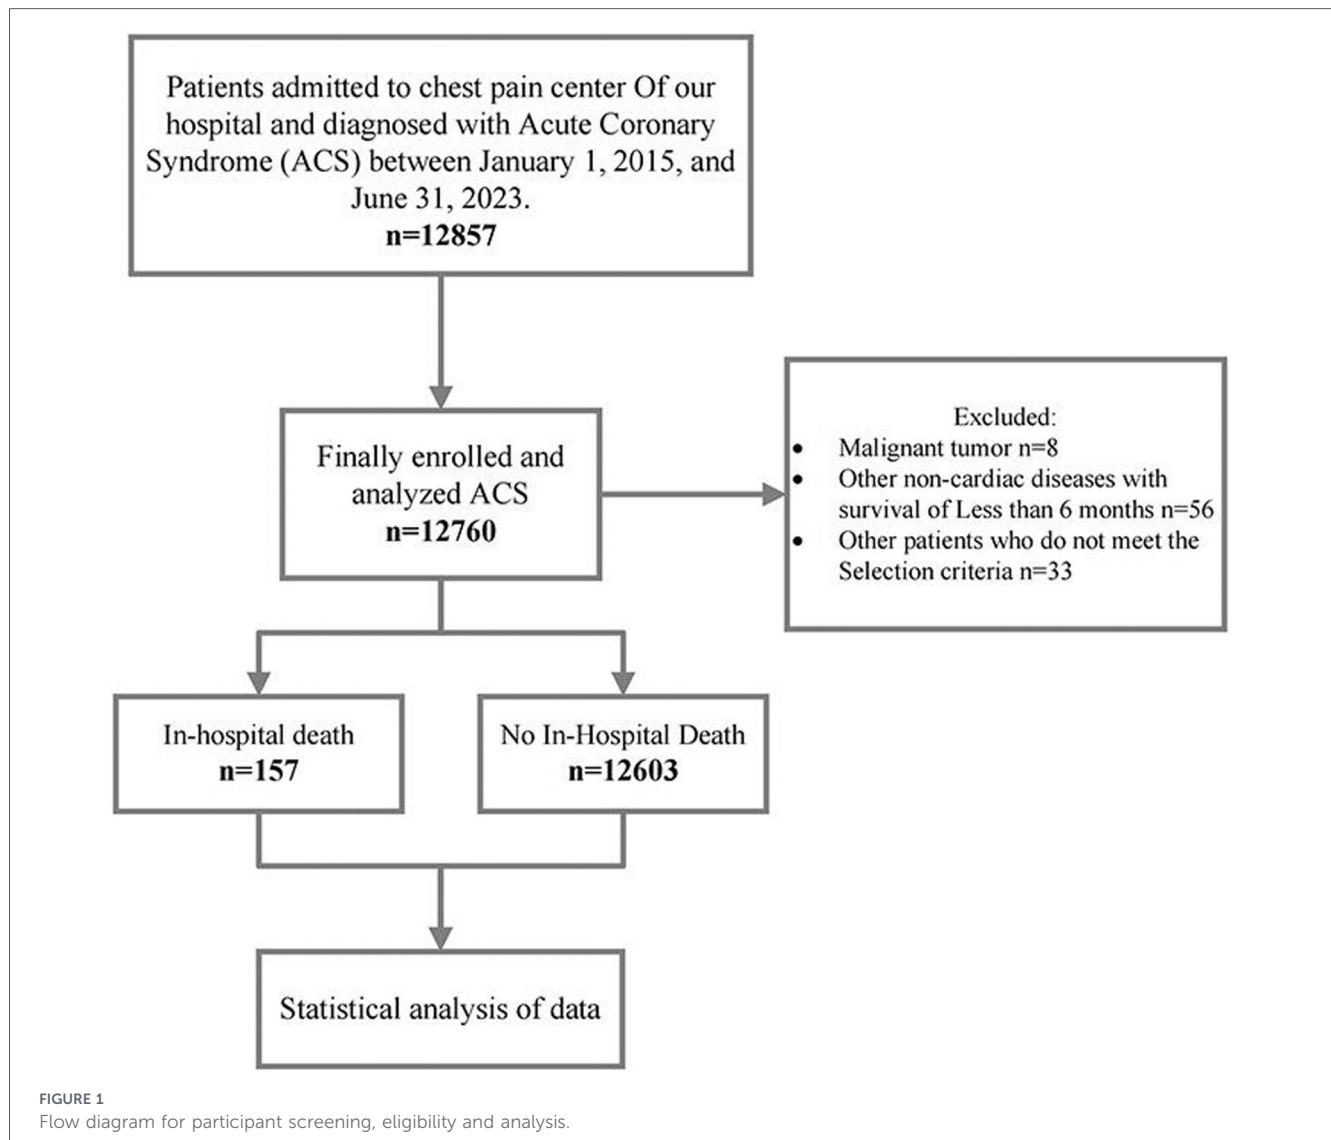 Patients admitted to chest pain center Of our
hospital and diagnosed with Acute Coronary
Syndrome (ACS) between January 1, 2015, and
June 31, 2023.
n=12857
Finally enrolled and
analyzed ACS
n=12760
Excluded:
• Malignant tumor n=8
• Other non-cardiac diseases with
survival of Less than 6 months n=56
• Other patients who do not meet the
Selection criteria n=33
In-hospital death
n=157
No In-Hospital Death
n=12603
Statistical analysis of data
FIGURE 1
Flow diagram for participant screening, eligibility and analysis.